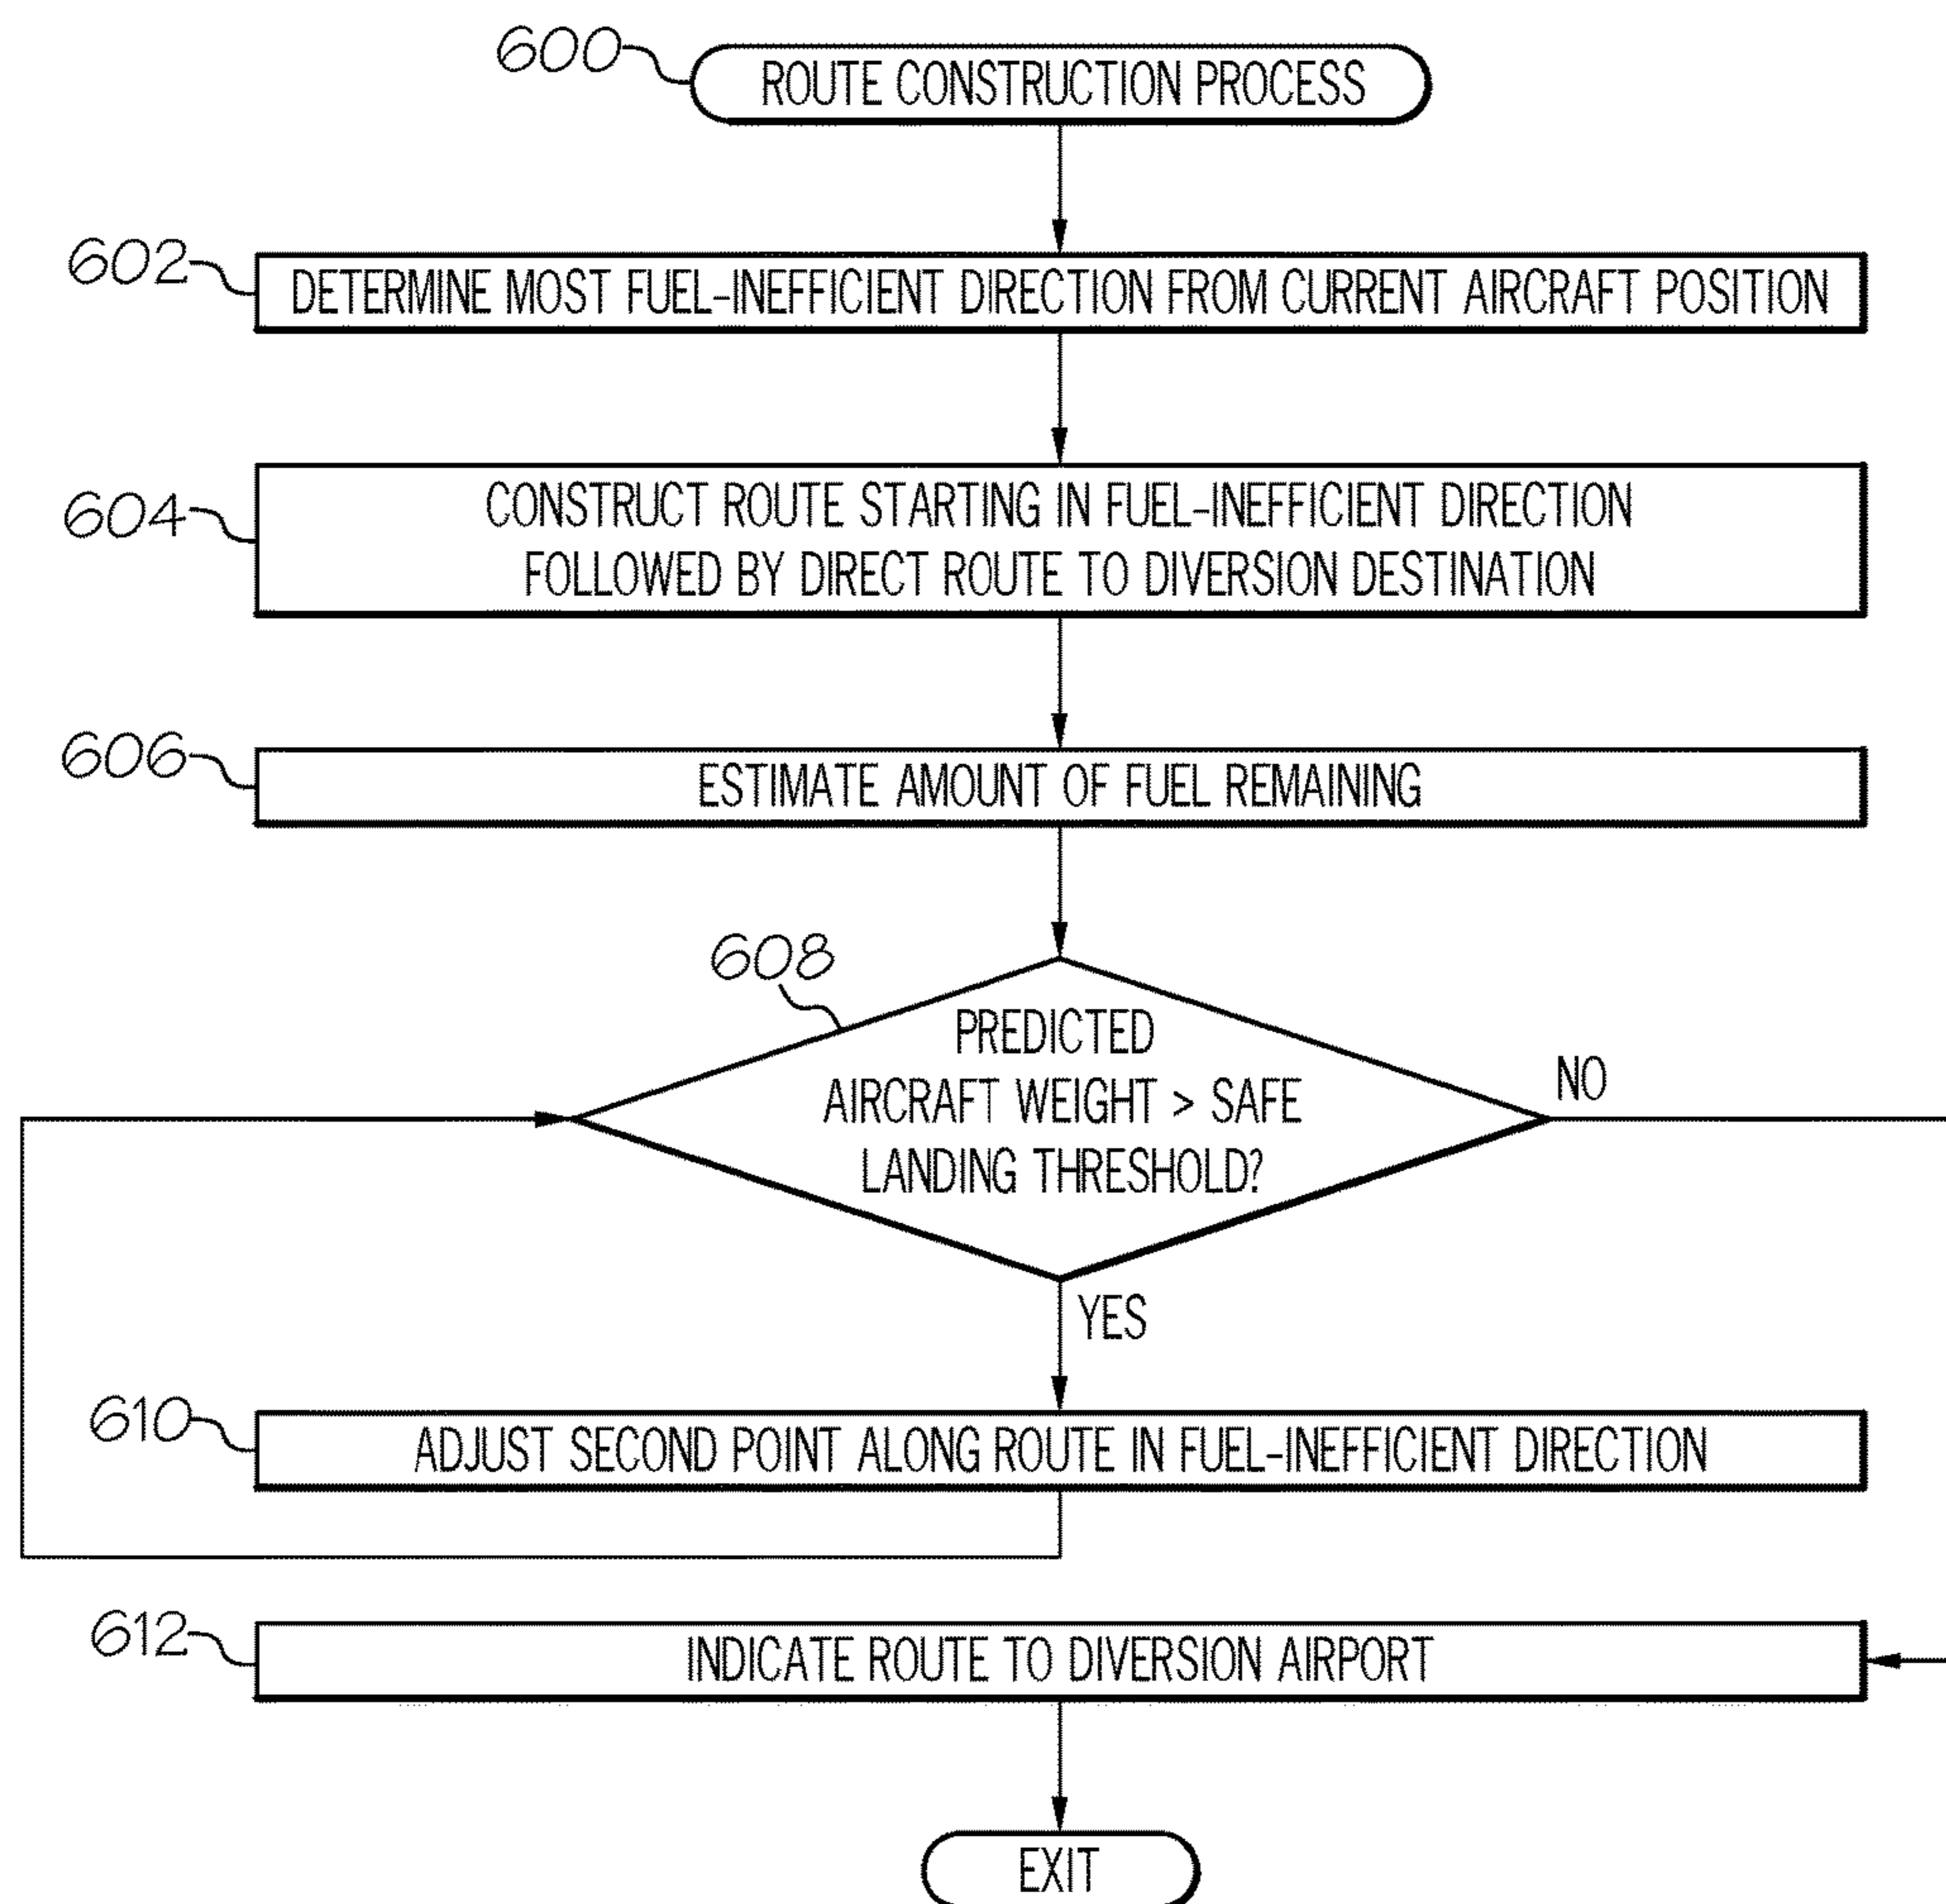 600
ROUTE CONSTRUCTION PROCESS
602
DETERMINE MOST FUEL-INEFFICIENT DIRECTION FROM CURRENT AIRCRAFT POSITION
604
CONSTRUCT ROUTE STARTING IN FUEL-INEFFICIENT DIRECTION
FOLLOWED BY DIRECT ROUTE TO DIVERSION DESTINATION
606
ESTIMATE AMOUNT OF FUEL REMAINING
608
PREDICTED
AIRCRAFT WEIGHT > SAFE
LANDING THRESHOLD?
NO
YES
610
ADJUST SECOND POINT ALONG ROUTE IN FUEL-INEFFICIENT DIRECTION
612
INDICATE ROUTE TO DIVERSION AIRPORT
EXIT